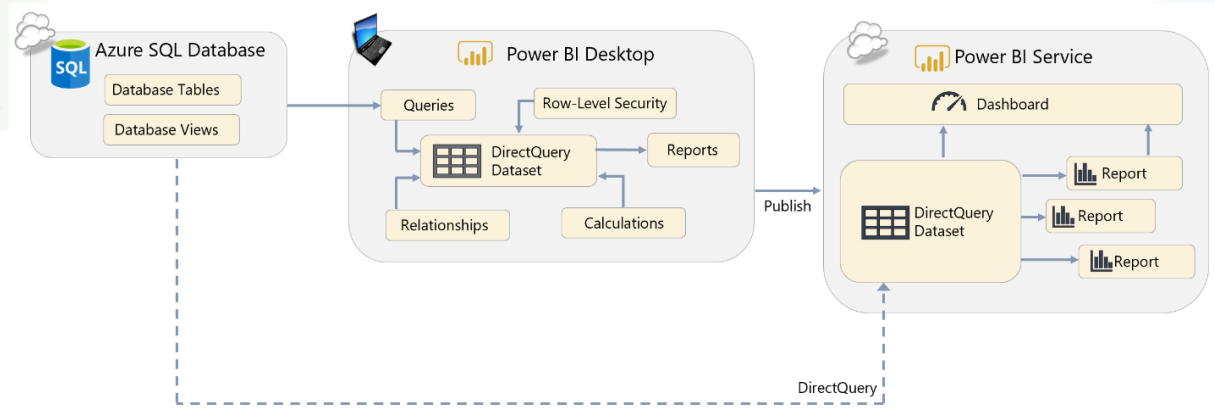 Azure SQL Database
SQL
Database Tables
Database Views
Power BI Desktop
Queries
Row-Level Security
DirectQuery
Dataset
Reports
Relationships
Calculations
Publish
Power BI Service
Dashboard
DirectQuery
Dataset
Report
Report
Report
DirectQuery